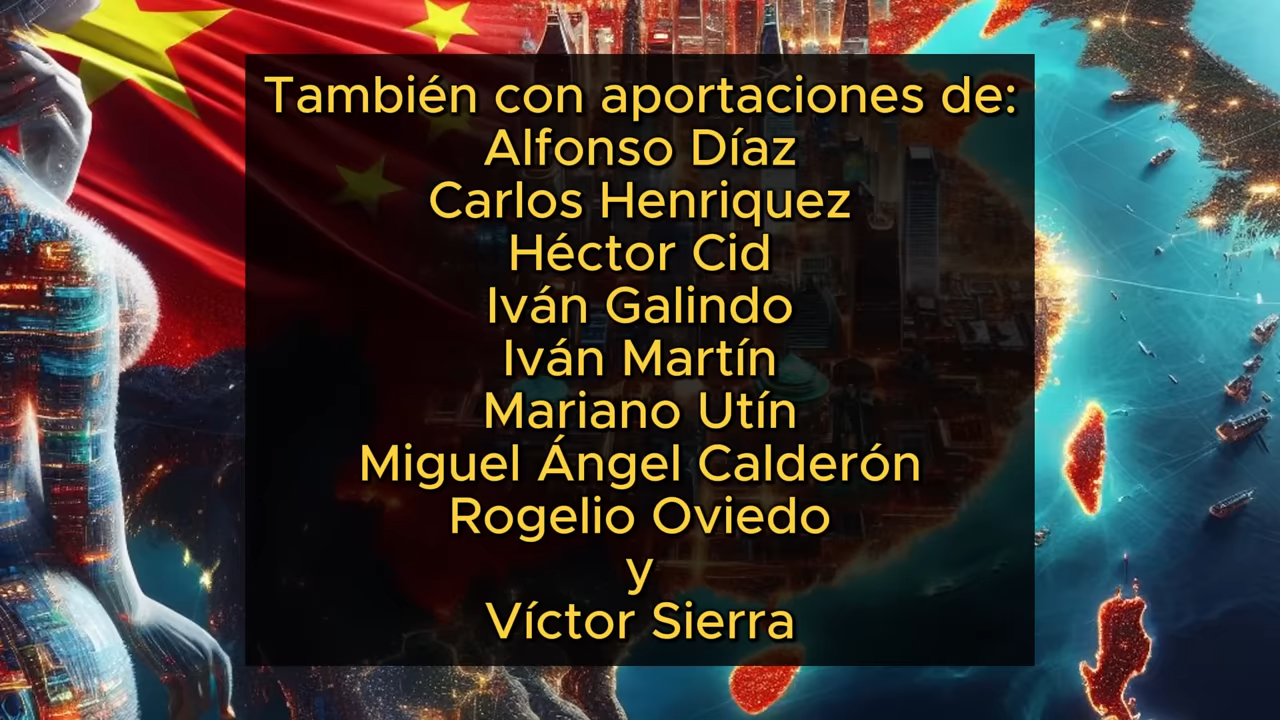 También con aportaciones de:
Alfonso Díaz
Carlos Henriquez
Héctor Cid
Iván Galindo
Iván Martín
Mariano Utín
Miguel Ángel Calderón
Rogelio Oviedo
y
Víctor Sierra